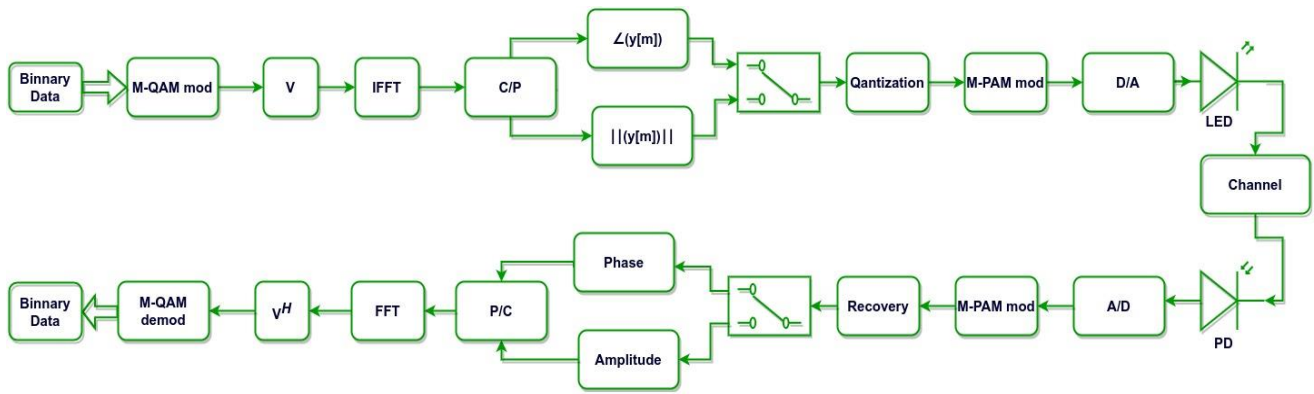 Binnary
Data
M-QAM mod
V
IFFT
C/P
∠(y[m])
||(y[m])||
Qantization
M-PAM mod
D/A
LED
Channel
PD
A/D
M-PAM mod
Recovery
Phase
Amplitude
P/C
FFT
V^H
M-QAM
demod
Binnary
Data